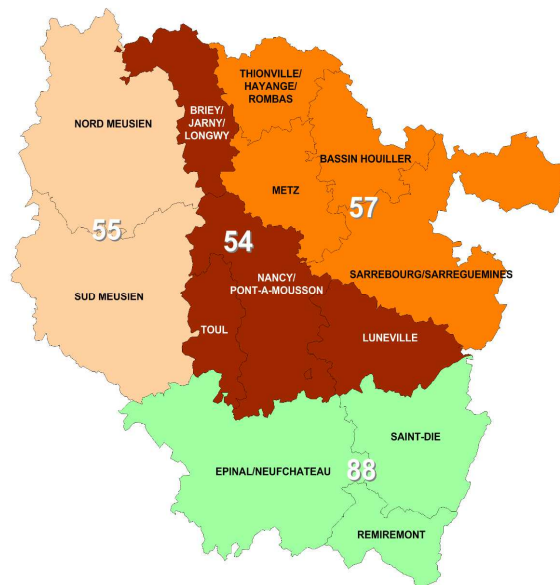 THIONVILLE/
HAYANGE/
ROMBAS
BRIEY/
JARNY/
LONGWY
NORD MEUSIEN
BASSIN HOUILLER
METZ
57
55
54
SARREBOURG/SARREGUEMINES
NANCY/
PONT-A-MOUSSON
SUD MEUSIEN
TOUL
LUNEVILLE
SAINT-DIE
EPINAL/NEUFCHATEAU
88
REMIREMONT